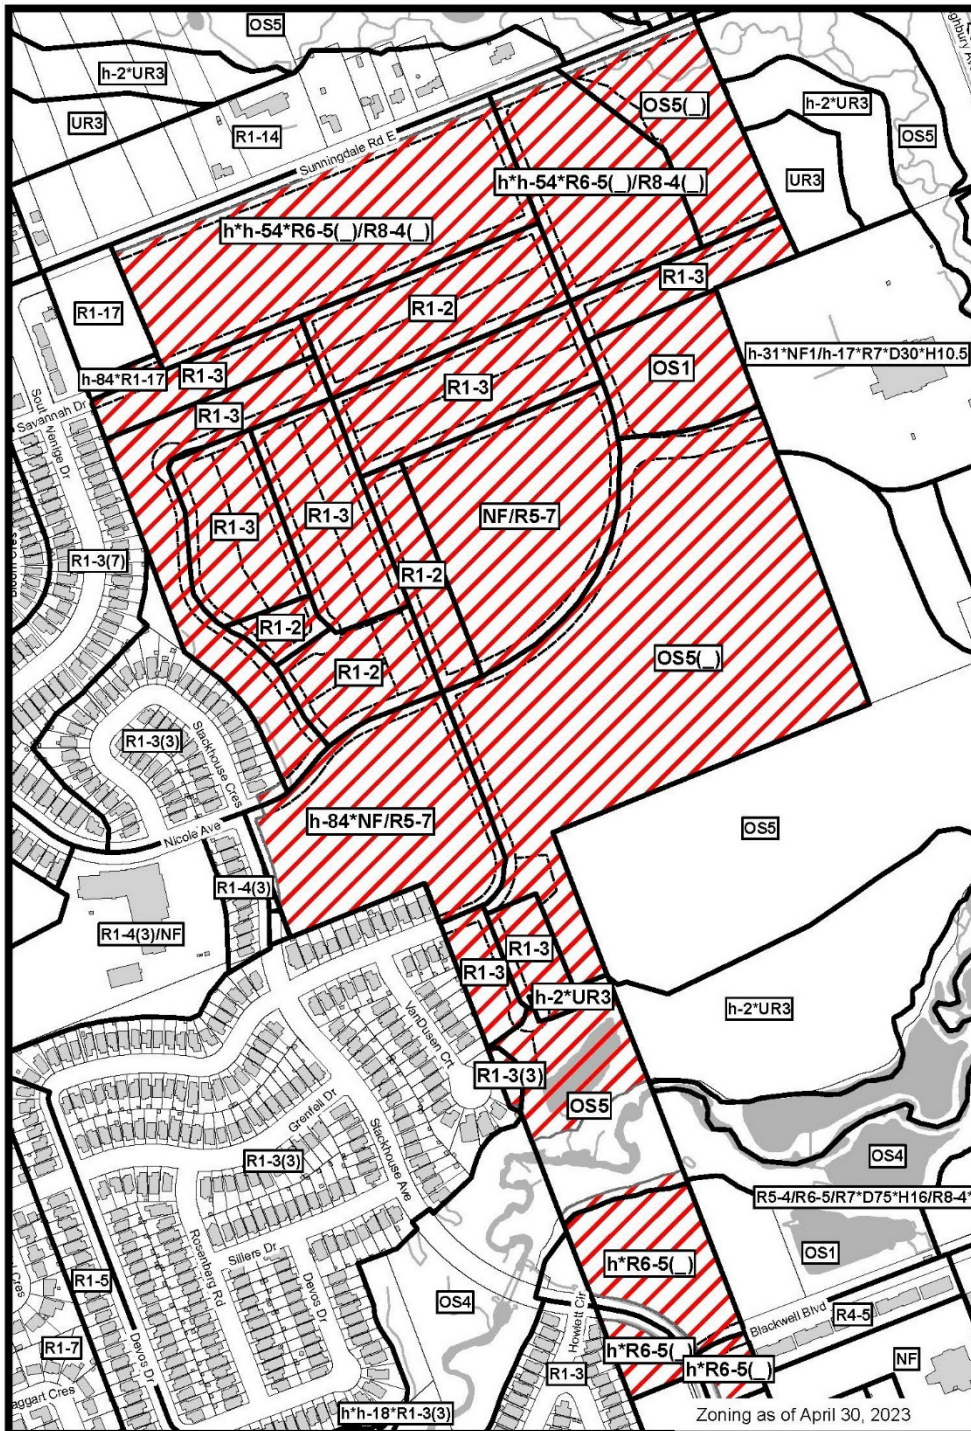 OS5
h-2*UR3
UR3
R1-14
Sunningdale Rd E
OS5(_)
h-2*UR3
OS5
UR3
h*h-54*R6-5(_)/R8-4(_)
h*h-54*R6-5(_)/R8-4(_)
R1-3
R1-17
R1-2
h-31*NF1/h-17*R7*D30*H10.5
h-84*R1-17
R1-3
R1-3
OS1
Savannah Dr
R1-3
R1-3
R1-3
NF/R5-7
R1-3(7)
R1-2
R1-2
R1-2
OS5(_)
R1-3(3)
Stackhouse Cres
Nicole Ave
h-84*NF/R5-7
OS5
R1-4(3)
R1-4(3)/NF
R1-3
R1-3
h-2*UR3
h-2*UR3
VanDusen Crt
R1-3(3)
OS5
Grenfell Dr
Stackhouse Ave
R1-3(3)
OS4
R5-4/R6-5/R7*D75*H16/R8-4*
Rosenberg Rd
Sillers Dr
Devos Dr
OS1
R1-5
h*R6-5(_)
OS4
Howlett Cir
Blackwell Blvd
R4-5
R1-7
Devos Dr
h*R6-5(_)
h*R6-5(_)
NF
R1-3
aggart Cres
h*h-18*R1-3(3)
Zoning as of April 30, 2023